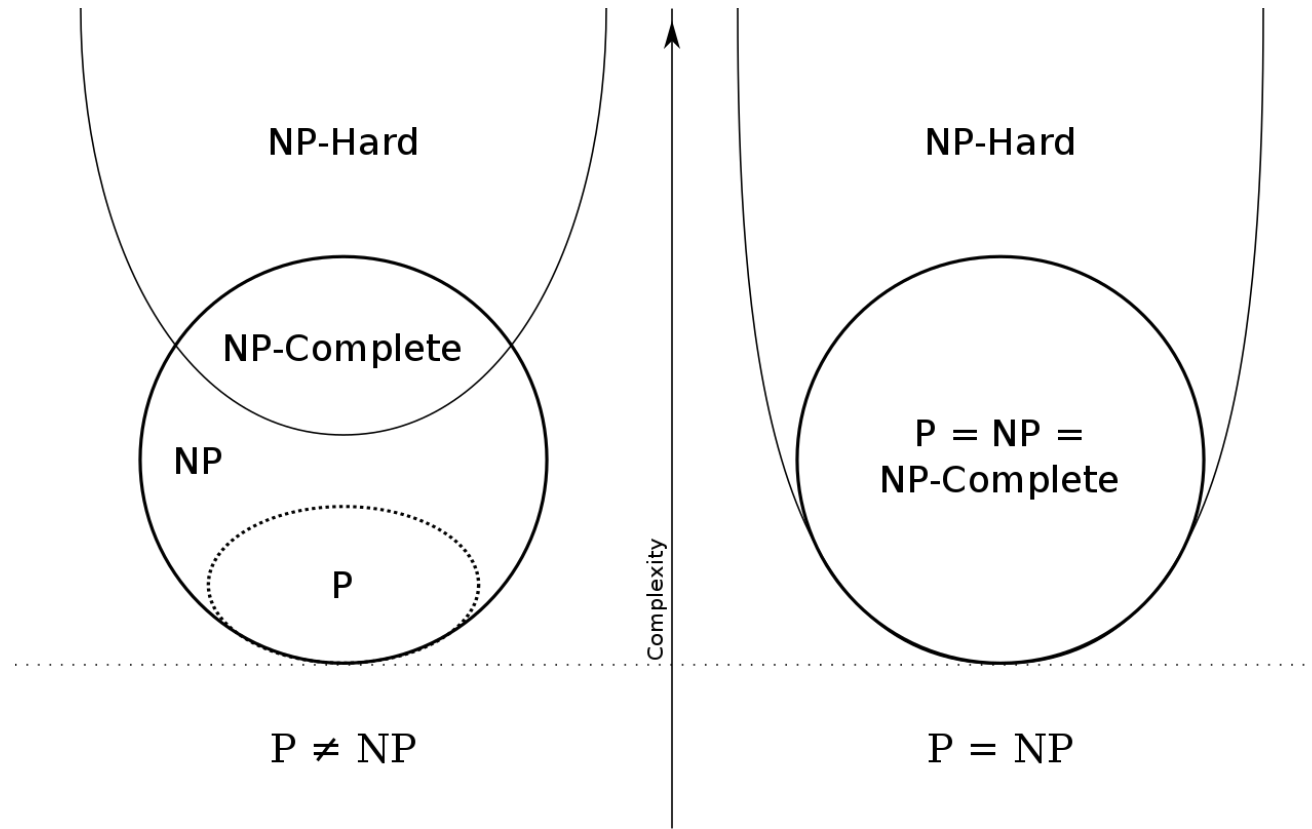 NP-Hard
NP-Complete
NP
P
P ≠ NP
Complexity
NP-Hard
P = NP =
NP-Complete
P = NP